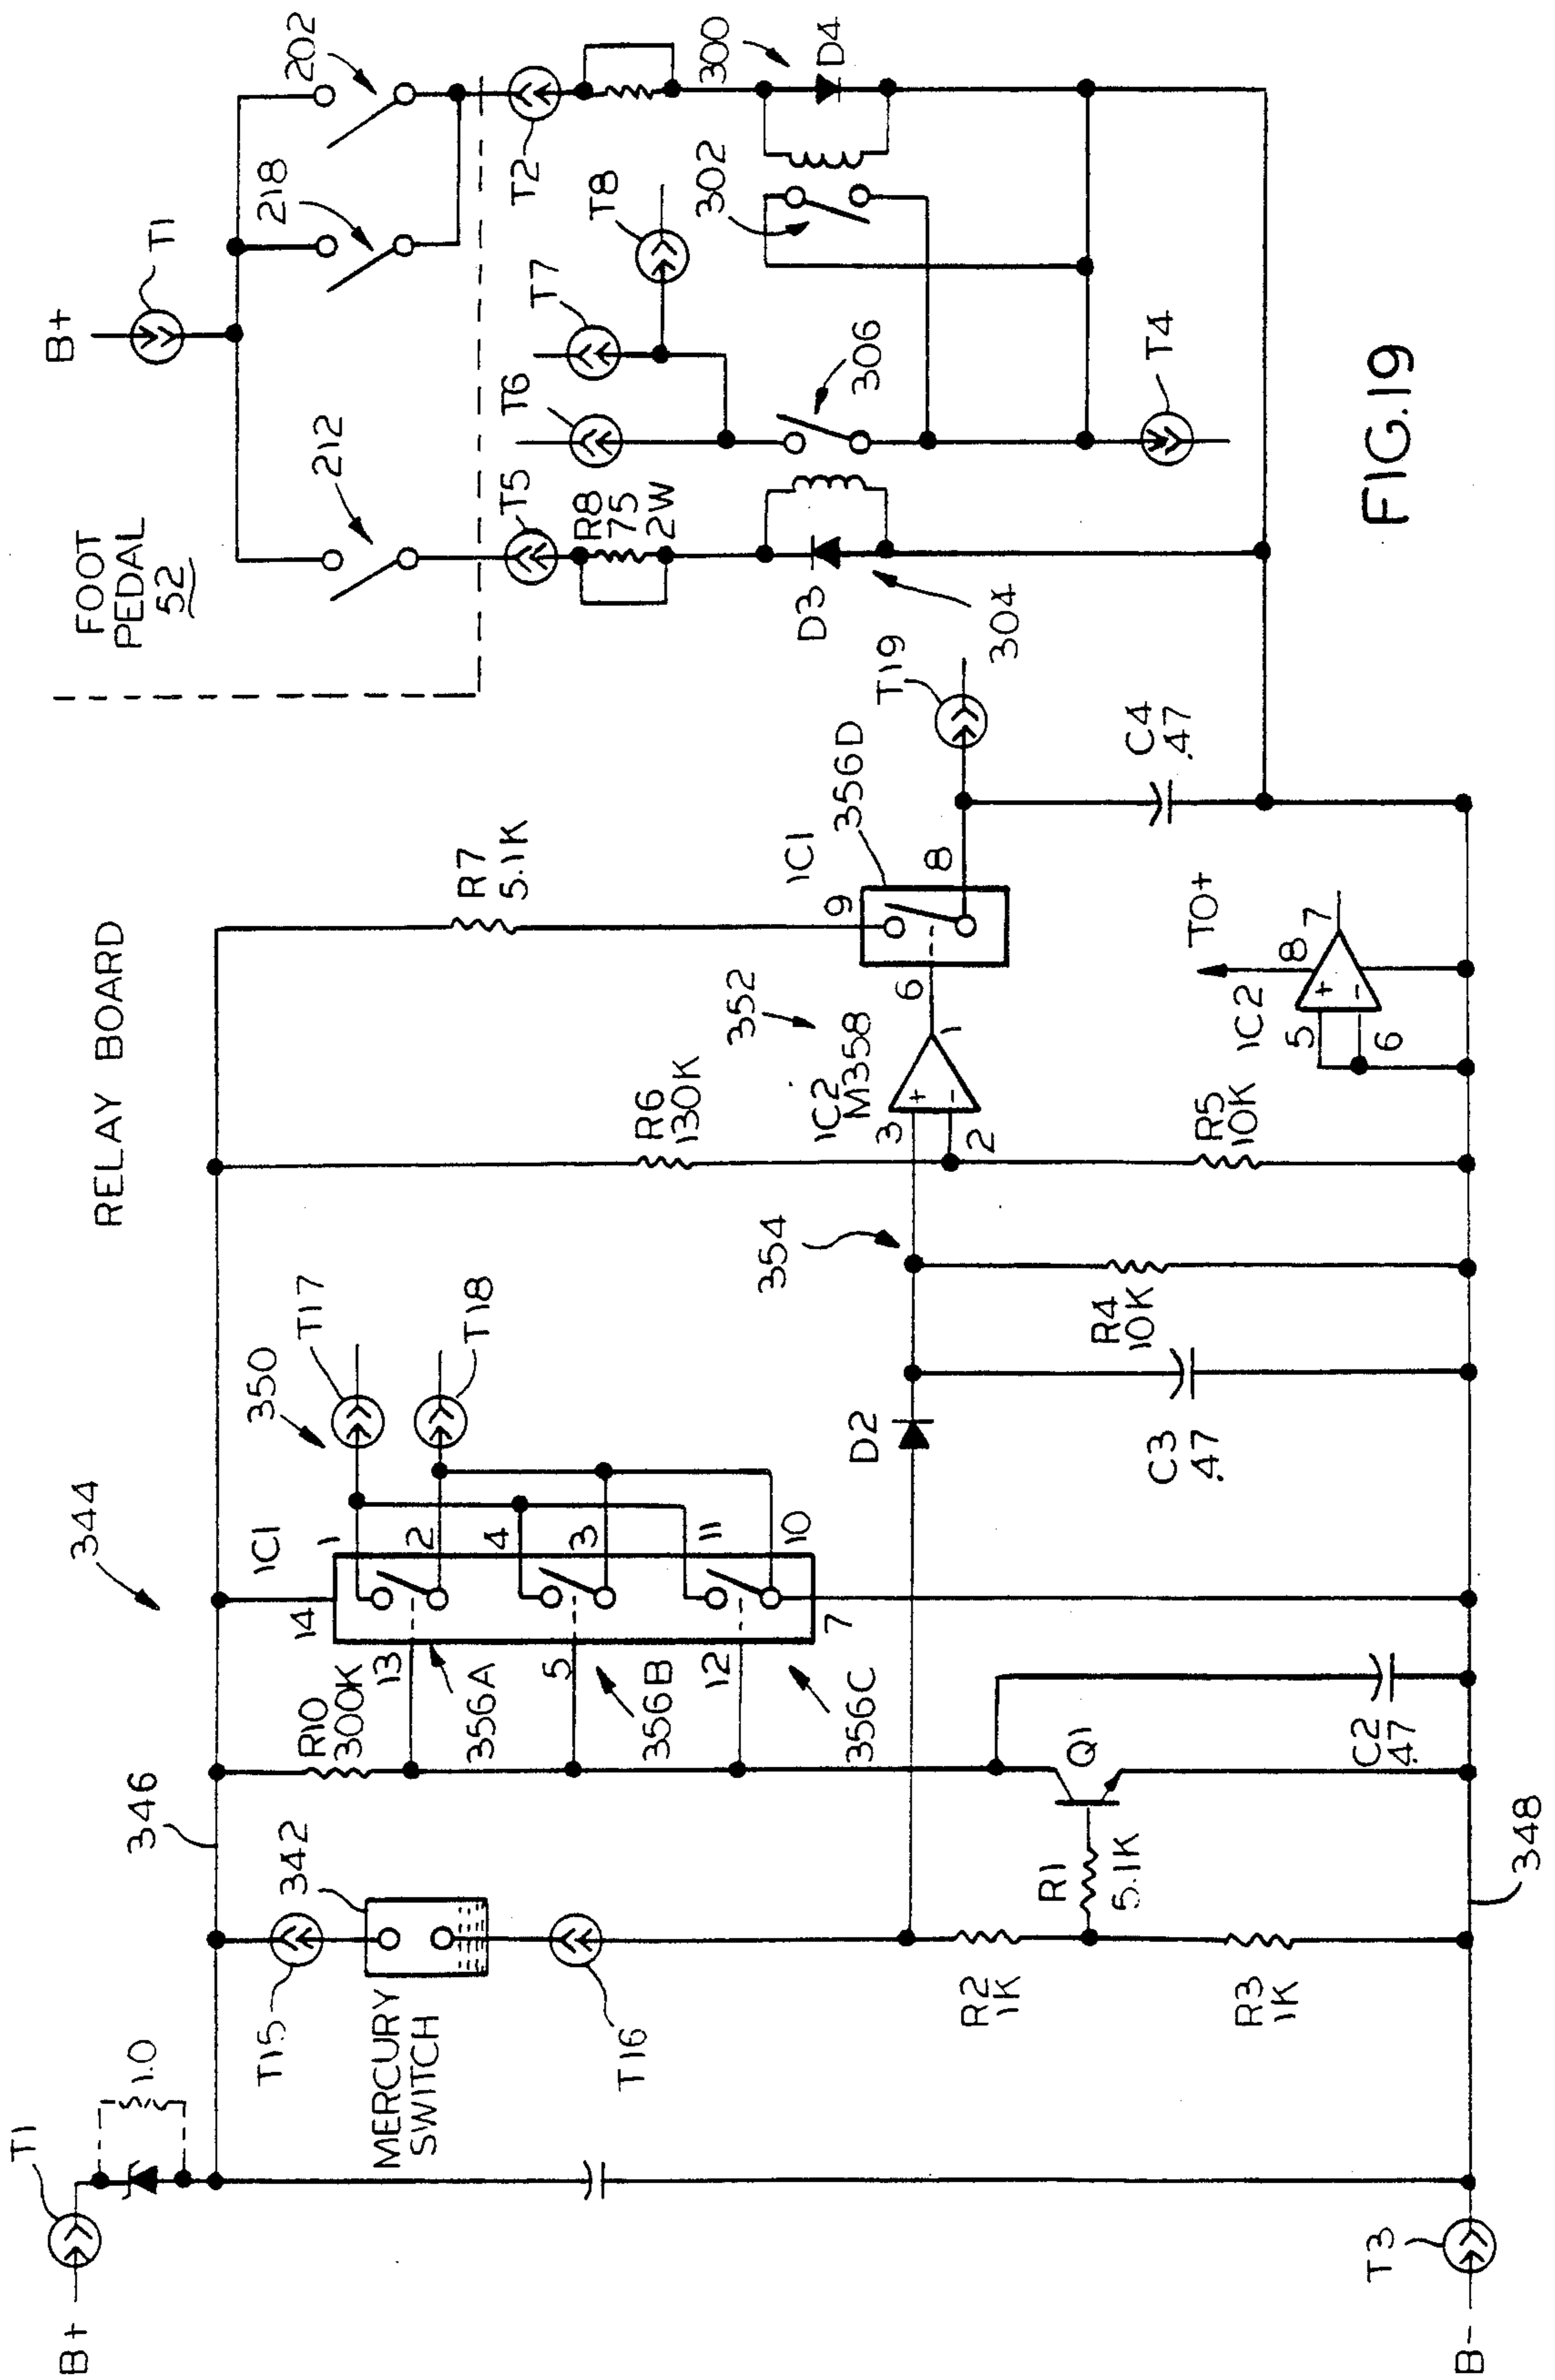 RELAY BOARD
344
B+
T1
1.0
346
T15
342
MERCURY
SWITCH
T16
R2
1K
R3
1K
R1
5.1K
Q1
C2
.47
348
T3
B-
R10
300K
13
5
12
14
1C1
1
2
4
3
11
10
7
356A
356B
356C
350
T17
T18
D2
C3
.47
R4
10K
354
R6
130K
R5
10K
3
2
+
-
1
1C2
M358
352
6
9
8
1C1
356D
R7
5.1K
T19
C4
.47
1C2
TO+
5
6
8
7
+
-
FOOT
PEDAL
52
B+
T1
212
218
202
T5
R8
75
2W
D3
304
T6
T7
T8
306
T4
T2
302
300
D4
FIG.19